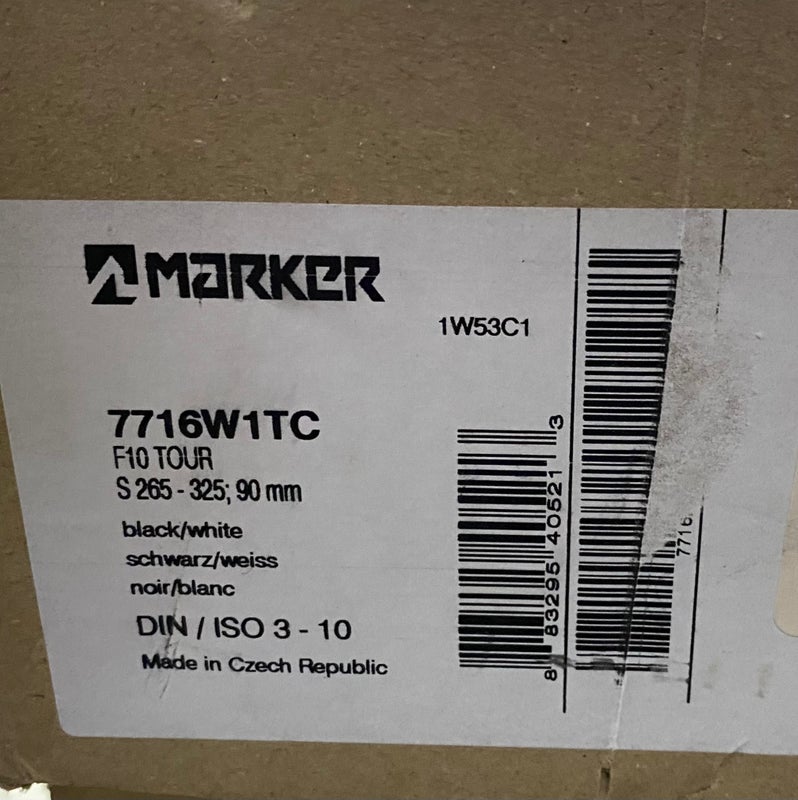 MARKER
1W53C1
7716W1TC
F10 TOUR
S 265 - 325; 90 mm
black/white
schwarz/weiss
noir/blanc
DIN / ISO 3 - 10
Made in Czech Republic
8 83295 40521 3
7716